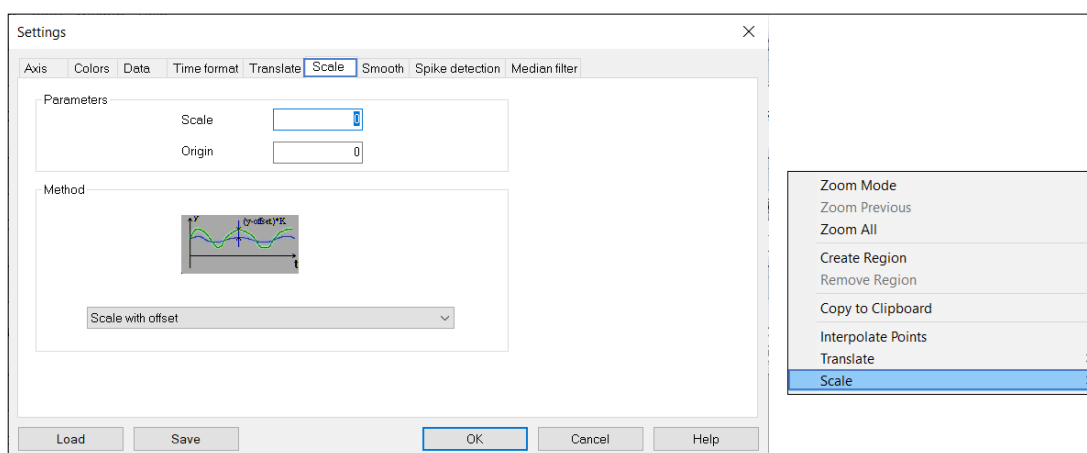 Settings
Axis Colors Data Time format Translate Scale Smooth Spike detection Median filter
Parameters
Scale 0
Origin 0
Method
y (y-offset)*K
t
Scale with offset
Load Save OK Cancel Help
Zoom Mode
Zoom Previous
Zoom All
Create Region
Remove Region
Copy to Clipboard
Interpolate Points
Translate
Scale